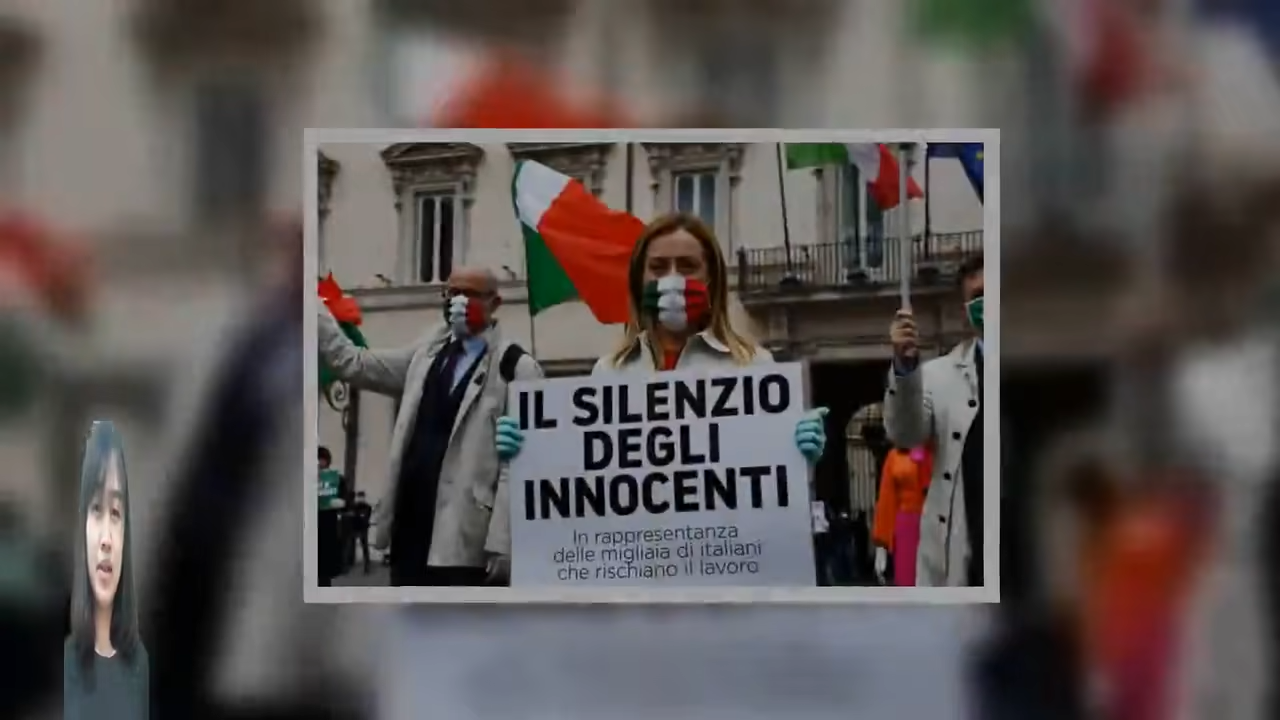 IL SILENZIO
DEGLI
INNOCENTI
In rappresentanza
delle migliaia di italiani
che rischiano il lavoro